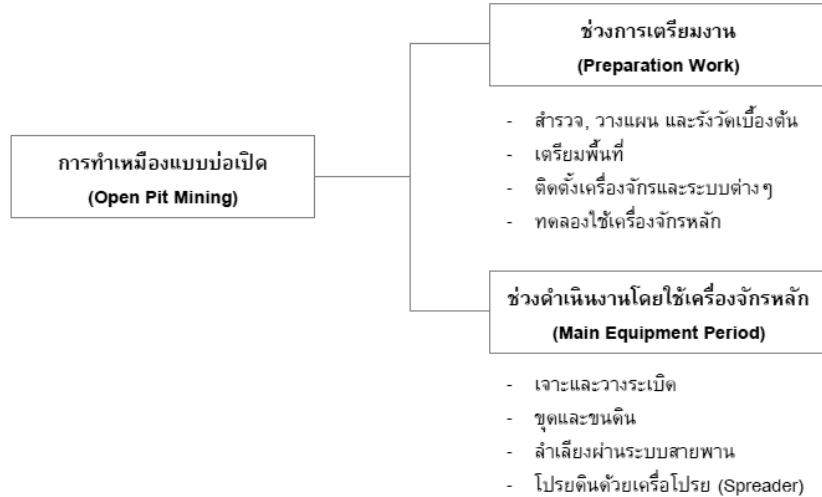 ช่วงการเตรียมงาน
(Preparation Work)
- สำรวจ, วางแผน และรังวัดเบื้องต้น
- เตรียมพื้นที่
- ติดตั้งเครื่องจักรและระบบต่างๆ
- ทดลองใช้เครื่องจักรหลัก
การทำเหมืองแบบบ่อเปิด
(Open Pit Mining)
ช่วงดำเนินงานโดยใช้เครื่องจักรหลัก
(Main Equipment Period)
- เจาะและวางระเบิด
- ขุดและขนดิน
- ลำเลียงผ่านระบบสายพาน
- โปรยดินด้วยเครื่อโปรย (Spreader)